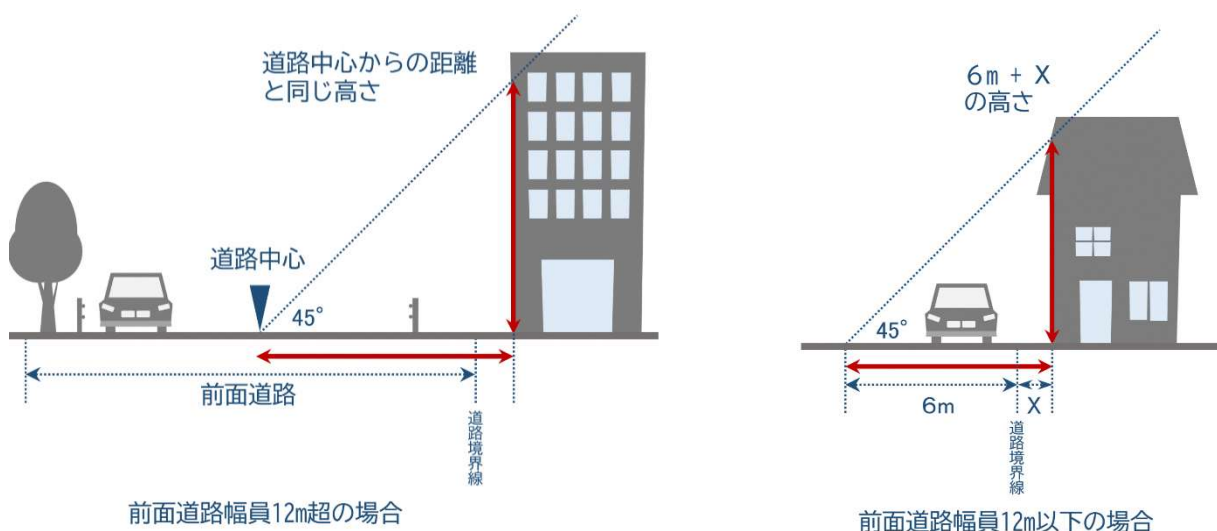 道路中心からの距離
と同じ高さ
道路中心
45°
前面道路
道路境界線
前面道路幅員12m超の場合
6m + X
の高さ
45°
6m
X
道路境界線
前面道路幅員12m以下の場合